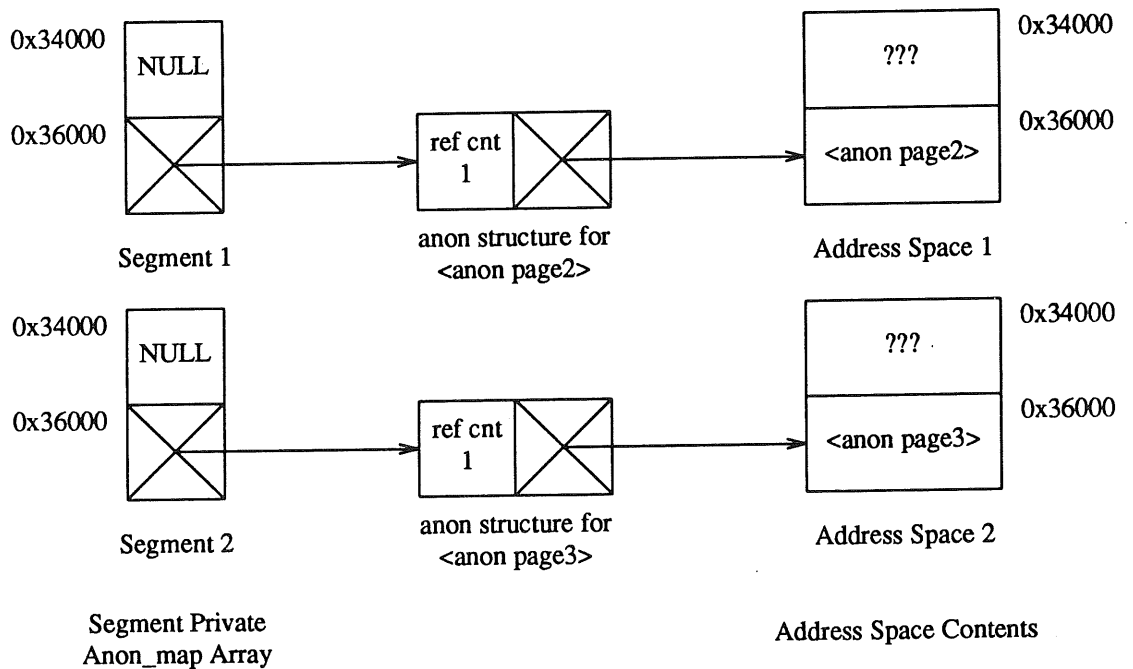 0x34000
NULL
0x36000
Segment 1
ref cnt
1
anon structure for
<anon page2>
0x34000
???
0x36000
<anon page2>
Address Space 1
0x34000
NULL
0x36000
Segment 2
ref cnt
1
anon structure for
<anon page3>
0x34000
???
0x36000
<anon page3>
Address Space 2
Segment Private
Anon_map Array
Address Space Contents